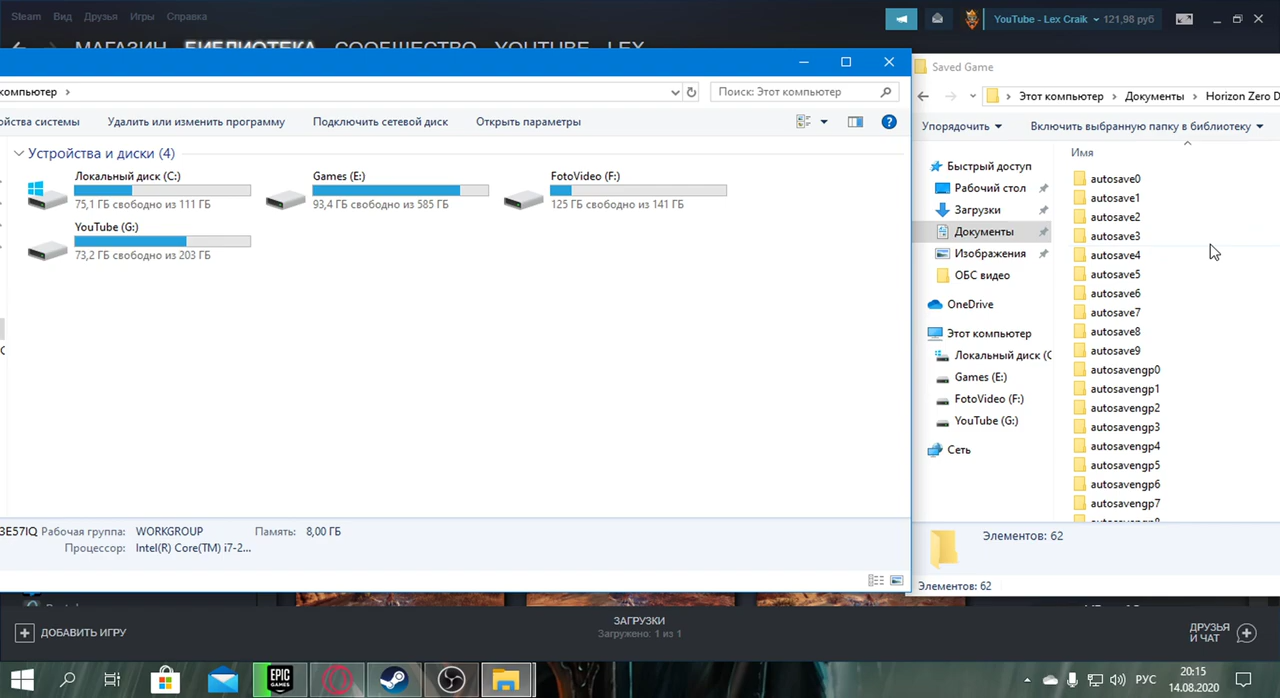 Steam Вид Друзья Игры Справка
YouTube - Lex Craik 121,98 руб
МАГАЗИН БИБЛИОТЕКА СООБЩЕСТВО YOUTUBE - LEX
Saved Game
компьютер
Поиск: Этот компьютер
Этот компьютер Документы Horizon Zero D
ойства системы Удалить или изменить программу Подключить сетевой диск Открыть параметры
Упорядочить Включить выбранную папку в библиотеку
Устройства и диски (4)
Локальный диск (C:)
75,1 ГБ свободно из 111 ГБ
Games (E:)
93,4 ГБ свободно из 585 ГБ
FotoVideo (F:)
125 ГБ свободно из 141 ГБ
YouTube (G:)
73,2 ГБ свободно из 203 ГБ
3E57IQ Рабочая группа: WORKGROUP Память: 8,00 ГБ
Процессор: Intel(R) Core(TM) i7-2...
Быстрый доступ
Рабочий стол
Загрузки
Документы
Изображения
ОБС видео
OneDrive
Этот компьютер
Локальный диск (C
Games (E:)
FotoVideo (F:)
YouTube (G:)
Сеть
Имя
autosave0
autosave1
autosave2
autosave3
autosave4
autosave5
autosave6
autosave7
autosave8
autosave9
autosavengp0
autosavengp1
autosavengp2
autosavengp3
autosavengp4
autosavengp5
autosavengp6
autosavengp7
autosavengp8
Элементов: 62
Элементов: 62
ДОБАВИТЬ ИГРУ
ЗАГРУЗКИ
Загружено: 1 из 1
ДРУЗЬЯ
И ЧАТ
EPIC
GAMES
РУС
20:15
14.08.2020